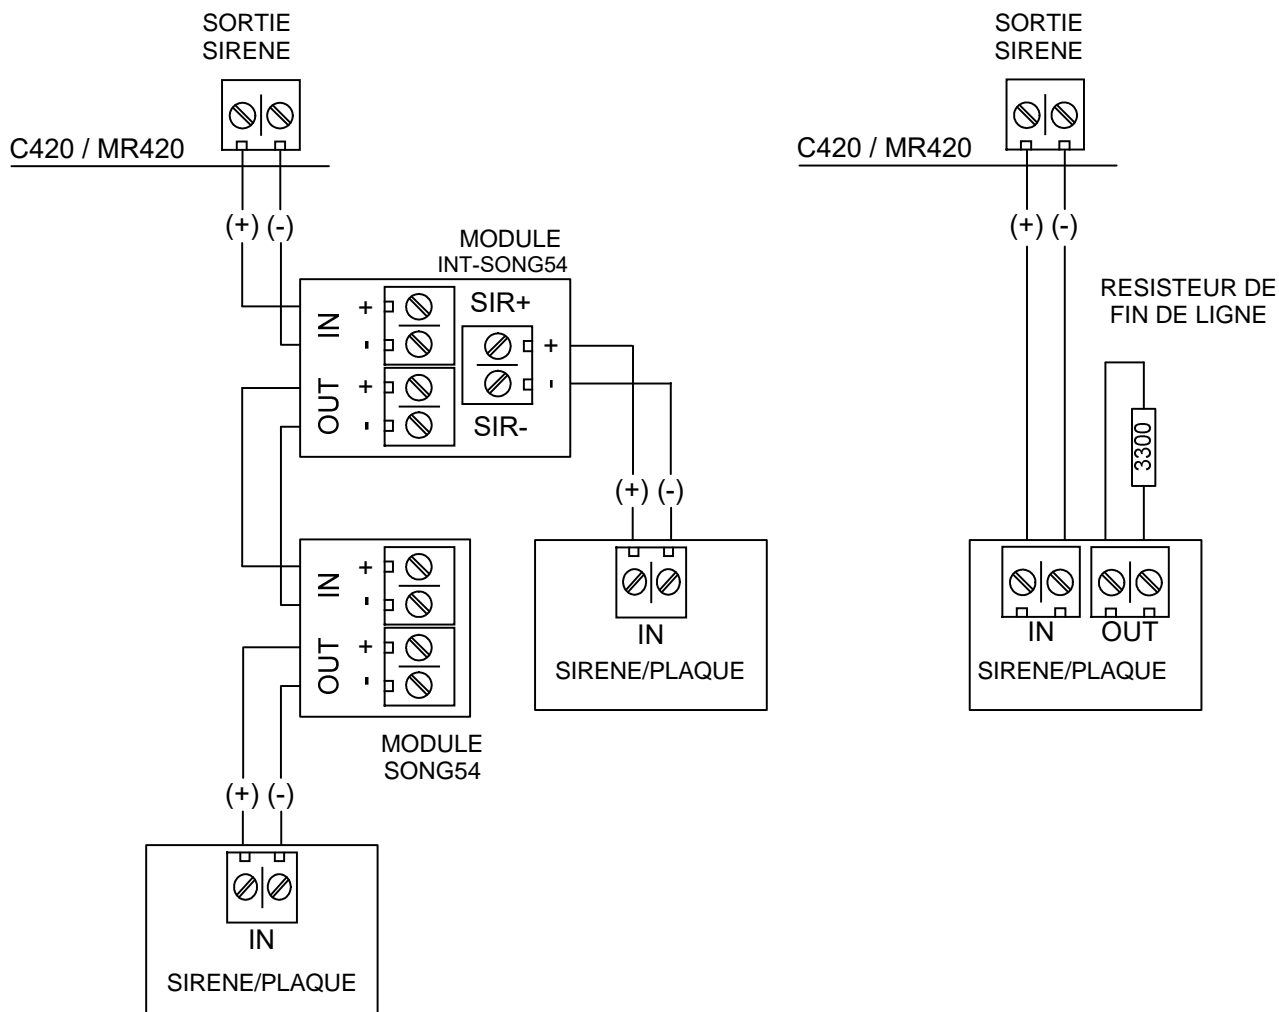 SORTIE
SIRENE
C420 / MR420
(+) (-)
MODULE
INT-SONG54
IN
+
-
SIR+
+
-
OUT
+
-
SIR-
(+) (-)
IN
SIRENE/PLAQUE
IN
+
-
OUT
+
-
MODULE
SONG54
(+) (-)
IN
SIRENE/PLAQUE
SORTIE
SIRENE
C420 / MR420
(+) (-)
RESISTEUR DE
FIN DE LIGNE
3300
IN OUT
SIRENE/PLAQUE